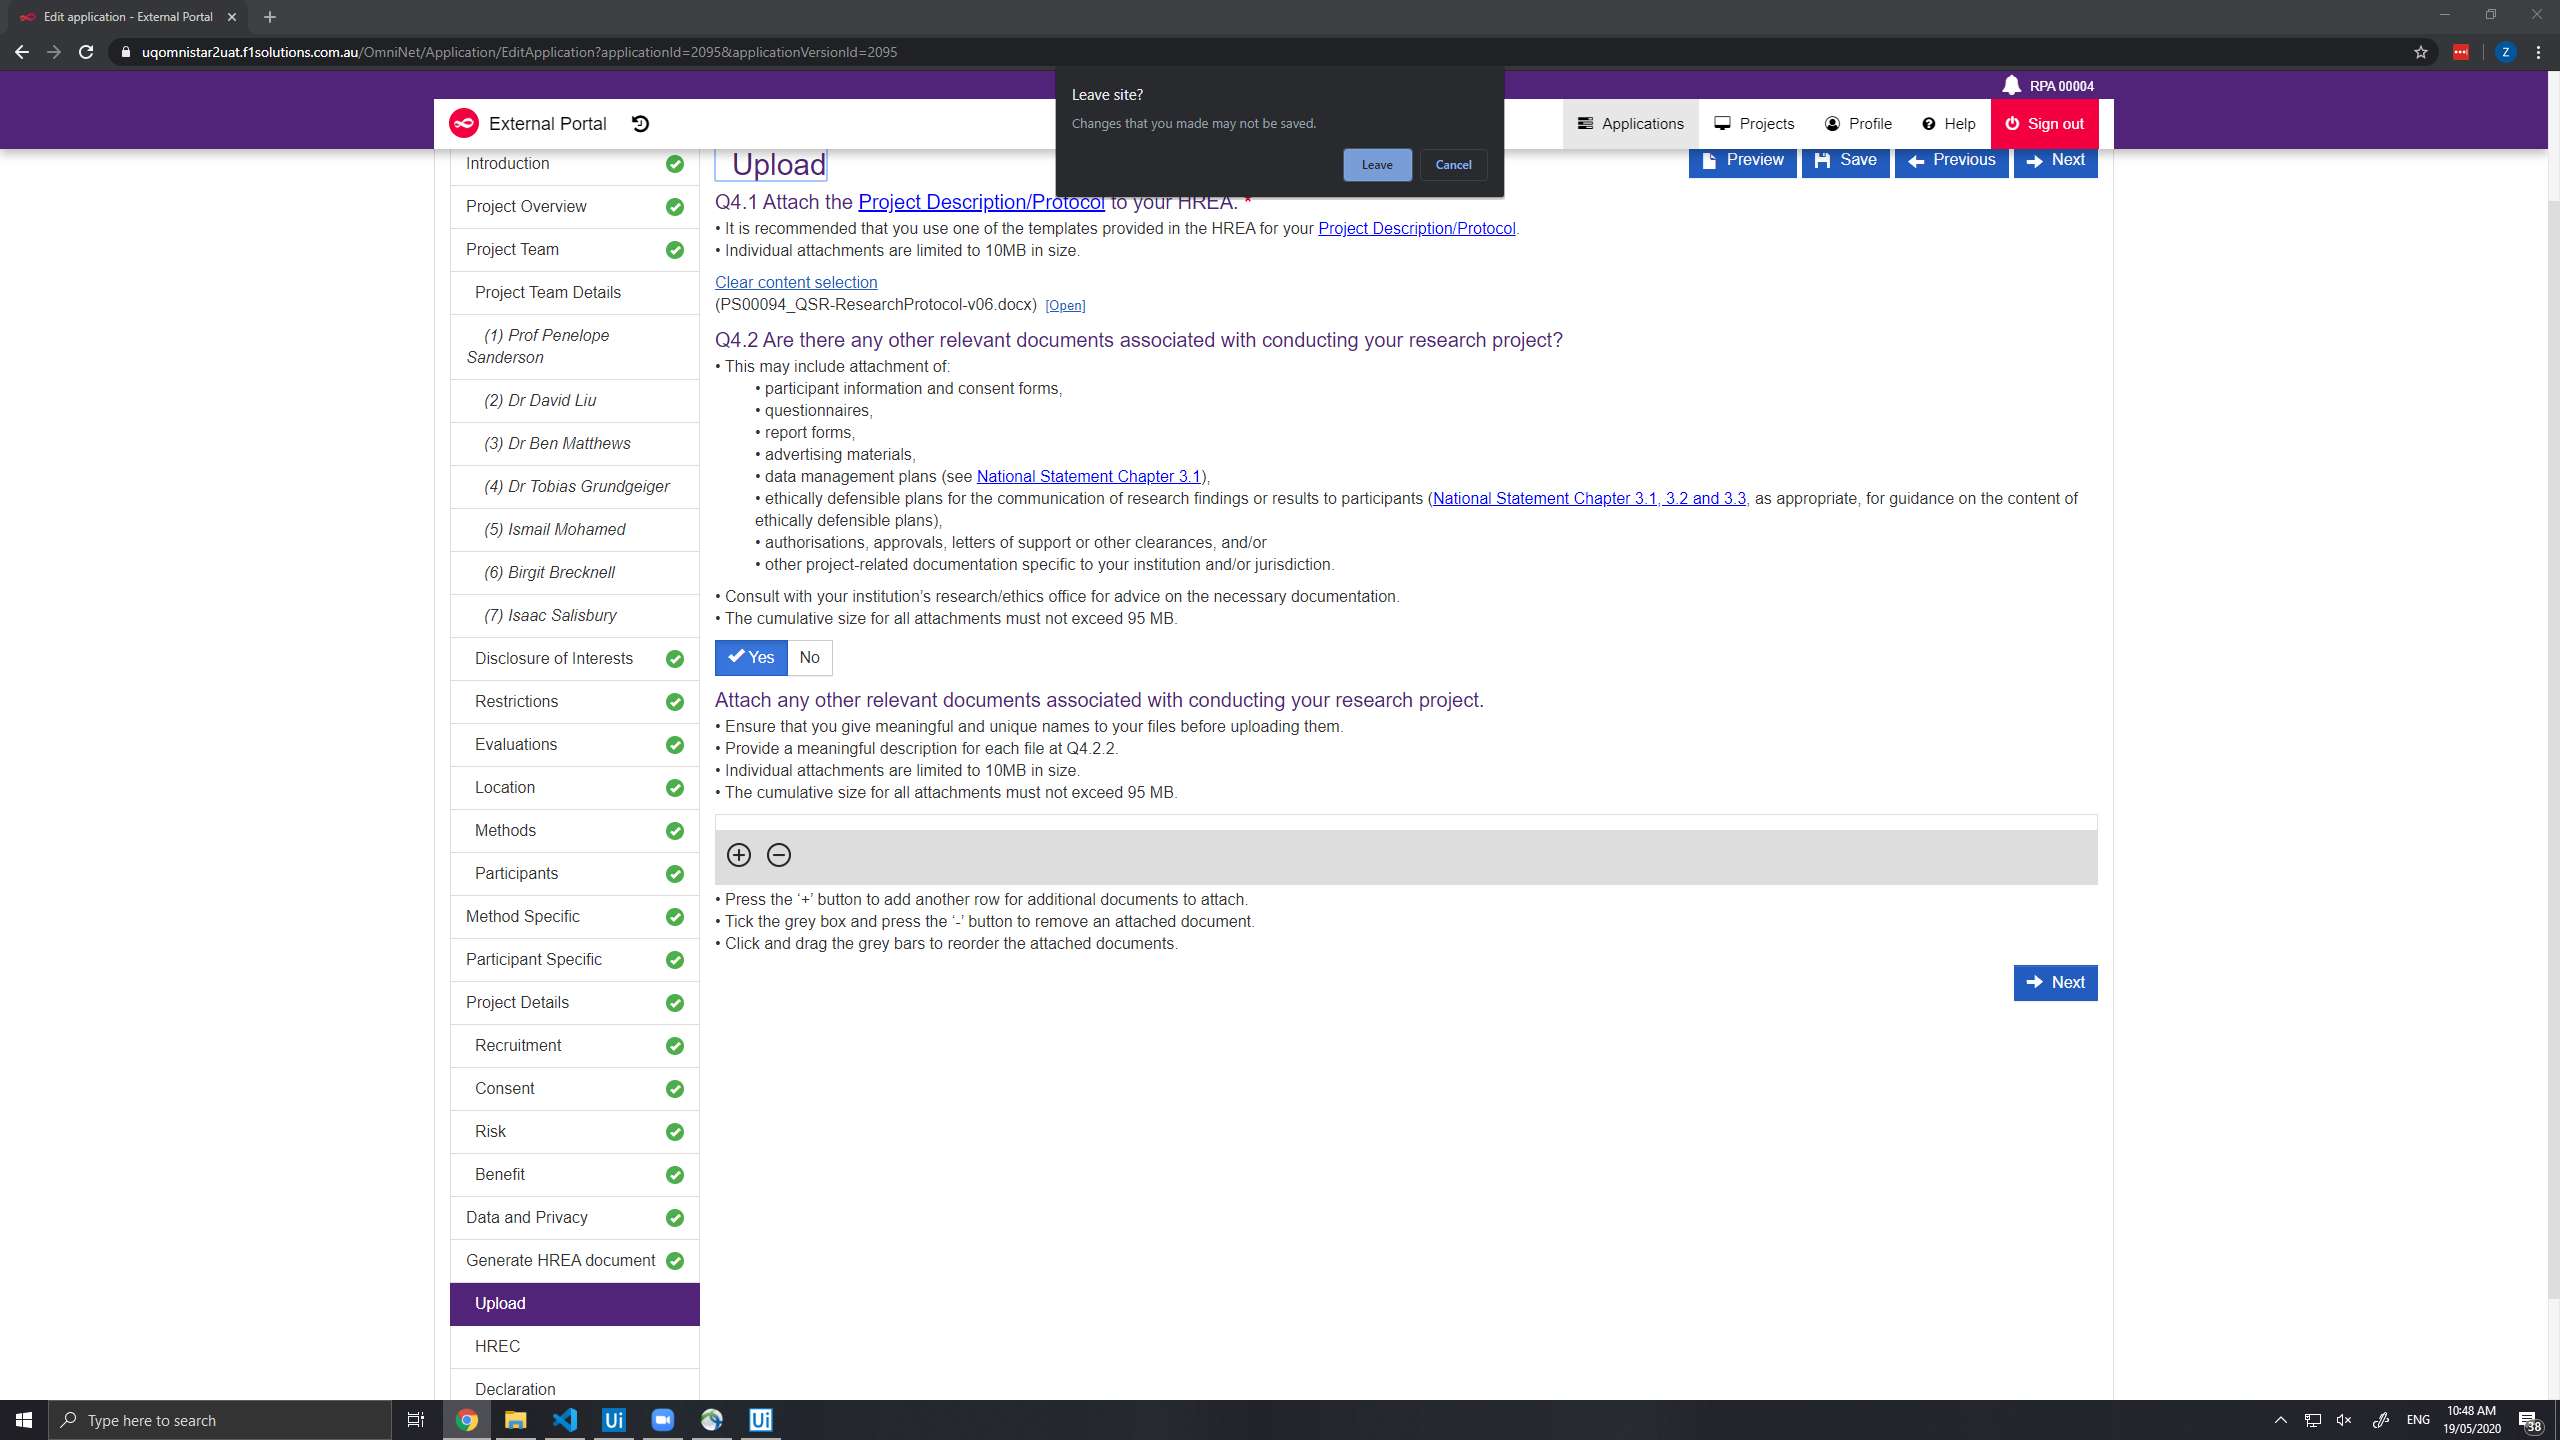 Edit application - External Portal
uqomnistar2uat.f1solutions.com.au/OmniNet/Application/EditApplication?applicationId=2095&applicationVersionId=2095
Z
RPA 00004
Leave site?
Changes that you made may not be saved.
Leave
Cancel
External Portal
Applications
Projects
Profile
Help
Sign out
Introduction
Project Overview
Project Team
Project Team Details
(1) Prof Penelope
Sanderson
(2) Dr David Liu
(3) Dr Ben Matthews
(4) Dr Tobias Grundgeiger
(5) Ismail Mohamed
(6) Birgit Brecknell
(7) Isaac Salisbury
Disclosure of Interests
Restrictions
Evaluations
Location
Methods
Participants
Method Specific
Participant Specific
Project Details
Recruitment
Consent
Risk
Benefit
Data and Privacy
Generate HREA document
Upload
HREC
Declaration
Upload
Preview
Save
Previous
Next
Q4.1 Attach the Project Description/Protocol to your HREA. *
• It is recommended that you use one of the templates provided in the HREA for your Project Description/Protocol.
• Individual attachments are limited to 10MB in size.
Clear content selection
(PS00094_QSR-ResearchProtocol-v06.docx) [Open]
Q4.2 Are there any other relevant documents associated with conducting your research project?
• This may include attachment of:
• participant information and consent forms,
• questionnaires,
• report forms,
• advertising materials,
• data management plans (see National Statement Chapter 3.1),
• ethically defensible plans for the communication of research findings or results to participants (National Statement Chapter 3.1, 3.2 and 3.3, as appropriate, for guidance on the content of
ethically defensible plans),
• authorisations, approvals, letters of support or other clearances, and/or
• other project-related documentation specific to your institution and/or jurisdiction.
• Consult with your institution’s research/ethics office for advice on the necessary documentation.
• The cumulative size for all attachments must not exceed 95 MB.
Yes
No
Attach any other relevant documents associated with conducting your research project.
• Ensure that you give meaningful and unique names to your files before uploading them.
• Provide a meaningful description for each file at Q4.2.2.
• Individual attachments are limited to 10MB in size.
• The cumulative size for all attachments must not exceed 95 MB.
• Press the ‘+’ button to add another row for additional documents to attach.
• Tick the grey box and press the ‘-’ button to remove an attached document.
• Click and drag the grey bars to reorder the attached documents.
Next
Type here to search
Ui
Ui
ENG
10:48 AM
19/05/2020
38